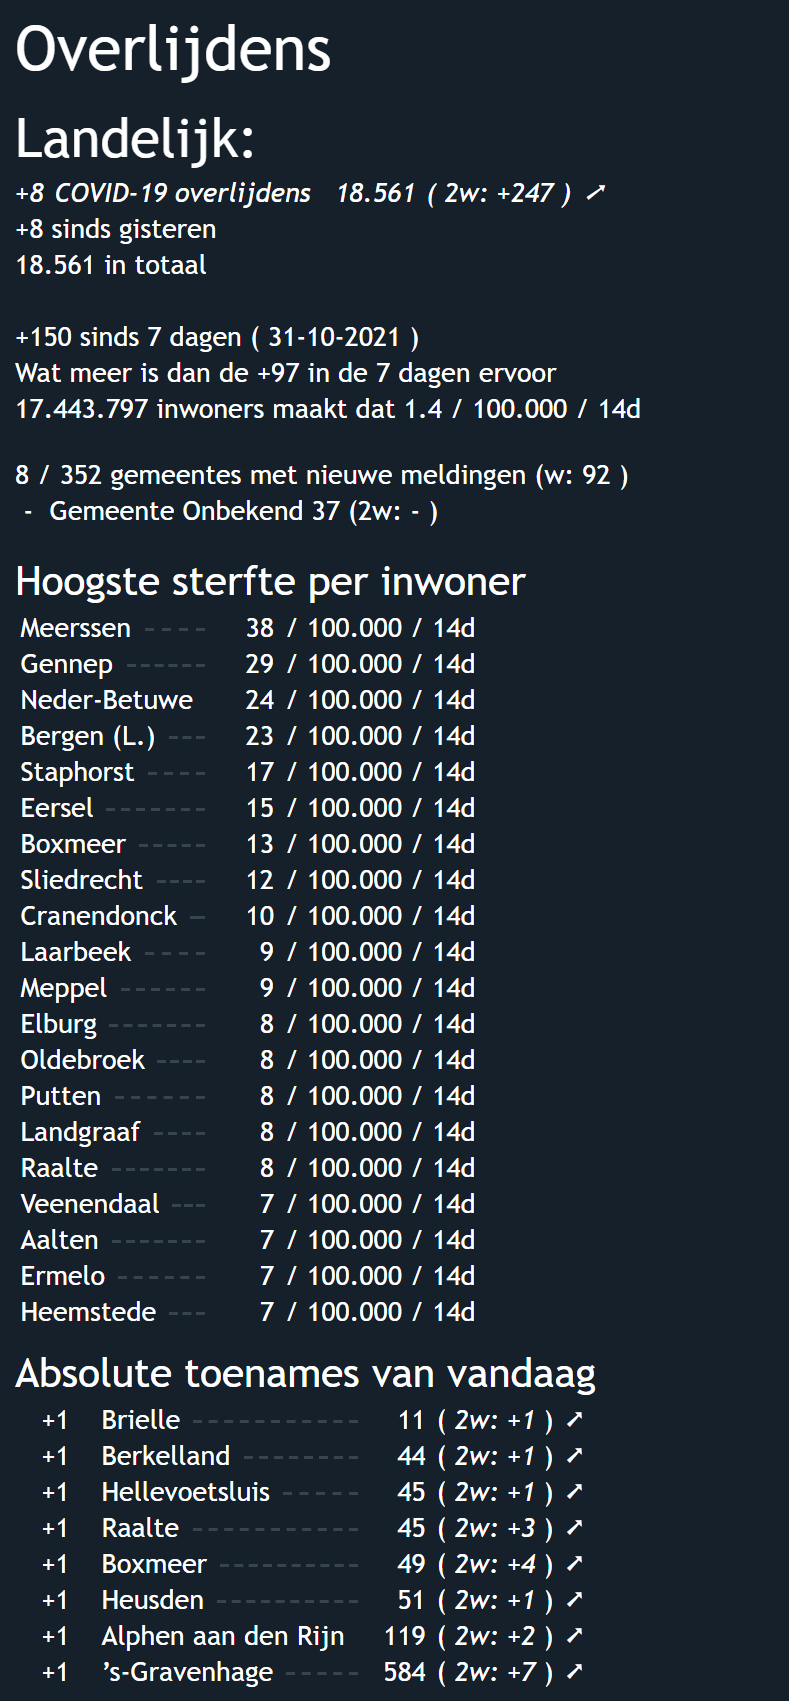 Overlijdens
Landelijk:
+8 COVID-19 overlijdens 18.561 ( 2w: +247 ) ➚
+8 sinds gisteren
18.561 in totaal
+150 sinds 7 dagen ( 31-10-2021 )
Wat meer is dan de +97 in de 7 dagen ervoor
17.443.797 inwoners maakt dat 1.4 / 100.000 / 14d
8 / 352 gemeentes met nieuwe meldingen (w: 92 )
- Gemeente Onbekend 37 (2w: - )
Hoogste sterfte per inwoner
Meerssen ---- 38 / 100.000 / 14d
Gennep ------ 29 / 100.000 / 14d
Neder-Betuwe 24 / 100.000 / 14d
Bergen (L.) --- 23 / 100.000 / 14d
Staphorst ---- 17 / 100.000 / 14d
Eersel ------- 15 / 100.000 / 14d
Boxmeer ----- 13 / 100.000 / 14d
Sliedrecht ---- 12 / 100.000 / 14d
Cranendonck - 10 / 100.000 / 14d
Laarbeek ---- 9 / 100.000 / 14d
Meppel ------ 9 / 100.000 / 14d
Elburg ------- 8 / 100.000 / 14d
Oldebroek ---- 8 / 100.000 / 14d
Putten ------ 8 / 100.000 / 14d
Landgraaf ---- 8 / 100.000 / 14d
Raalte ------- 8 / 100.000 / 14d
Veenendaal --- 7 / 100.000 / 14d
Aalten ------- 7 / 100.000 / 14d
Ermelo ------ 7 / 100.000 / 14d
Heemstede --- 7 / 100.000 / 14d
Absolute toenames van vandaag
+1 Brielle ----------- 11 ( 2w: +1 ) ➚
+1 Berkelland -------- 44 ( 2w: +1 ) ➚
+1 Hellevoetsluis ----- 45 ( 2w: +1 ) ➚
+1 Raalte ----------- 45 ( 2w: +3 ) ➚
+1 Boxmeer ---------- 49 ( 2w: +4 ) ➚
+1 Heusden ---------- 51 ( 2w: +1 ) ➚
+1 Alphen aan den Rijn 119 ( 2w: +2 ) ➚
+1 ’s-Gravenhage ----- 584 ( 2w: +7 ) ➚